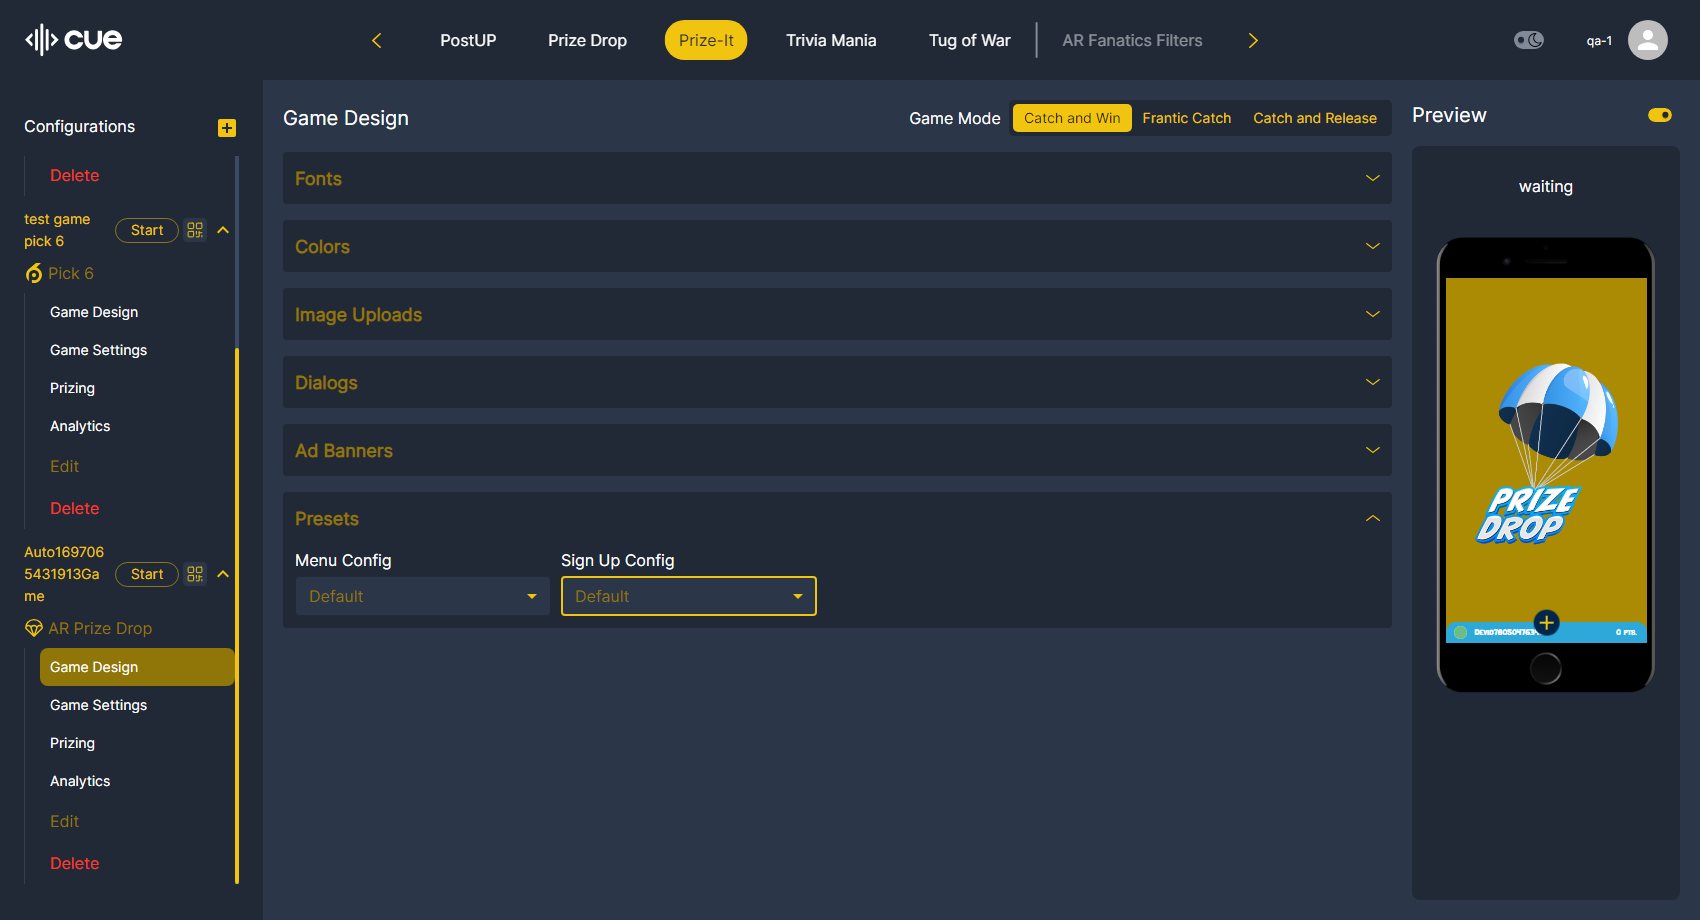 cue
PostUP
Prize Drop
Prize-It
Trivia Mania
Tug of War
AR Fanatics Filters
qa-1
Configurations
Delete
test game
pick 6
Start
Pick 6
Game Design
Game Settings
Prizing
Analytics
Edit
Delete
Auto169706
5431913Ga
me
Start
AR Prize Drop
Game Design
Game Settings
Prizing
Analytics
Edit
Delete
Game Design
Game Mode
Catch and Win
Frantic Catch
Catch and Release
Fonts
Colors
Image Uploads
Dialogs
Ad Banners
Presets
Menu Config
Sign Up Config
Default
Default
Preview
waiting
PRIZE
DROP
0 PTS.